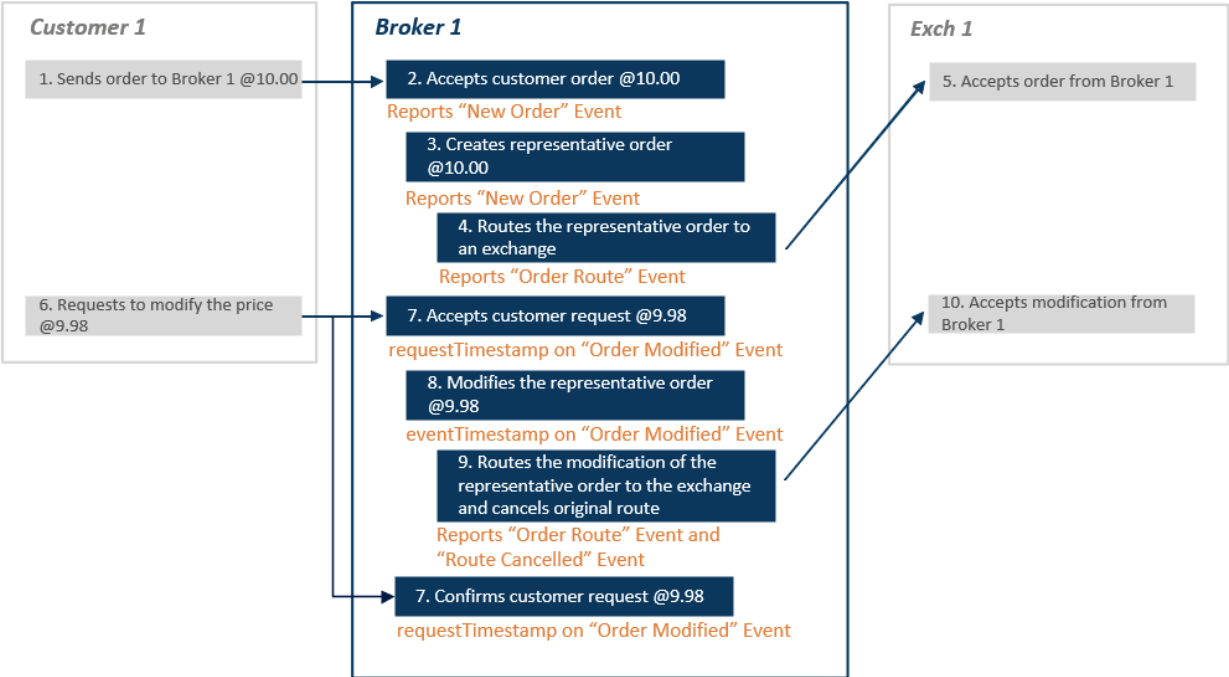 Customer 1
1. Sends order to Broker 1 @10.00
6. Requests to modify the price
@9.98
Broker 1
2. Accepts customer order @10.00
Reports “New Order” Event
3. Creates representative order
@10.00
Reports “New Order” Event
4. Routes the representative order to
an exchange
Reports “Order Route” Event
7. Accepts customer request @9.98
requestTimestamp on “Order Modified” Event
8. Modifies the representative order
@9.98
eventTimestamp on “Order Modified” Event
9. Routes the modification of the
representative order to the exchange
and cancels original route
Reports “Order Route” Event and
“Route Cancelled” Event
7. Confirms customer request @9.98
requestTimestamp on “Order Modified” Event
Exch 1
5. Accepts order from Broker 1
10. Accepts modification from
Broker 1